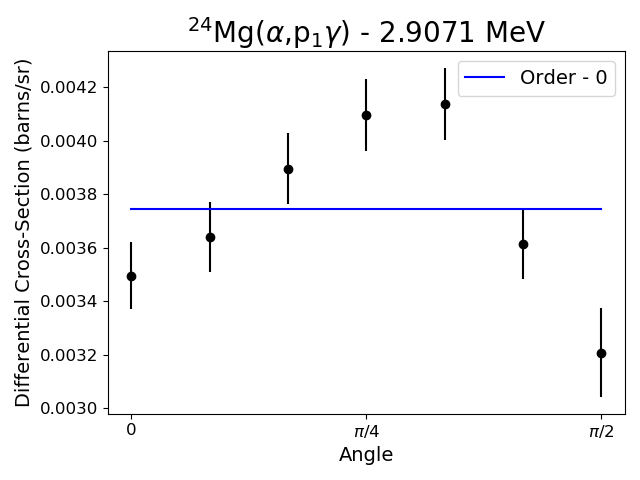 ²⁴Mg(α,p₁γ) - 2.9071 MeV
Order - 0
Differential Cross-Section (barns/sr)
0.0042
0.0040
0.0038
0.0036
0.0034
0.0032
0.0030
0
π/4
π/2
Angle